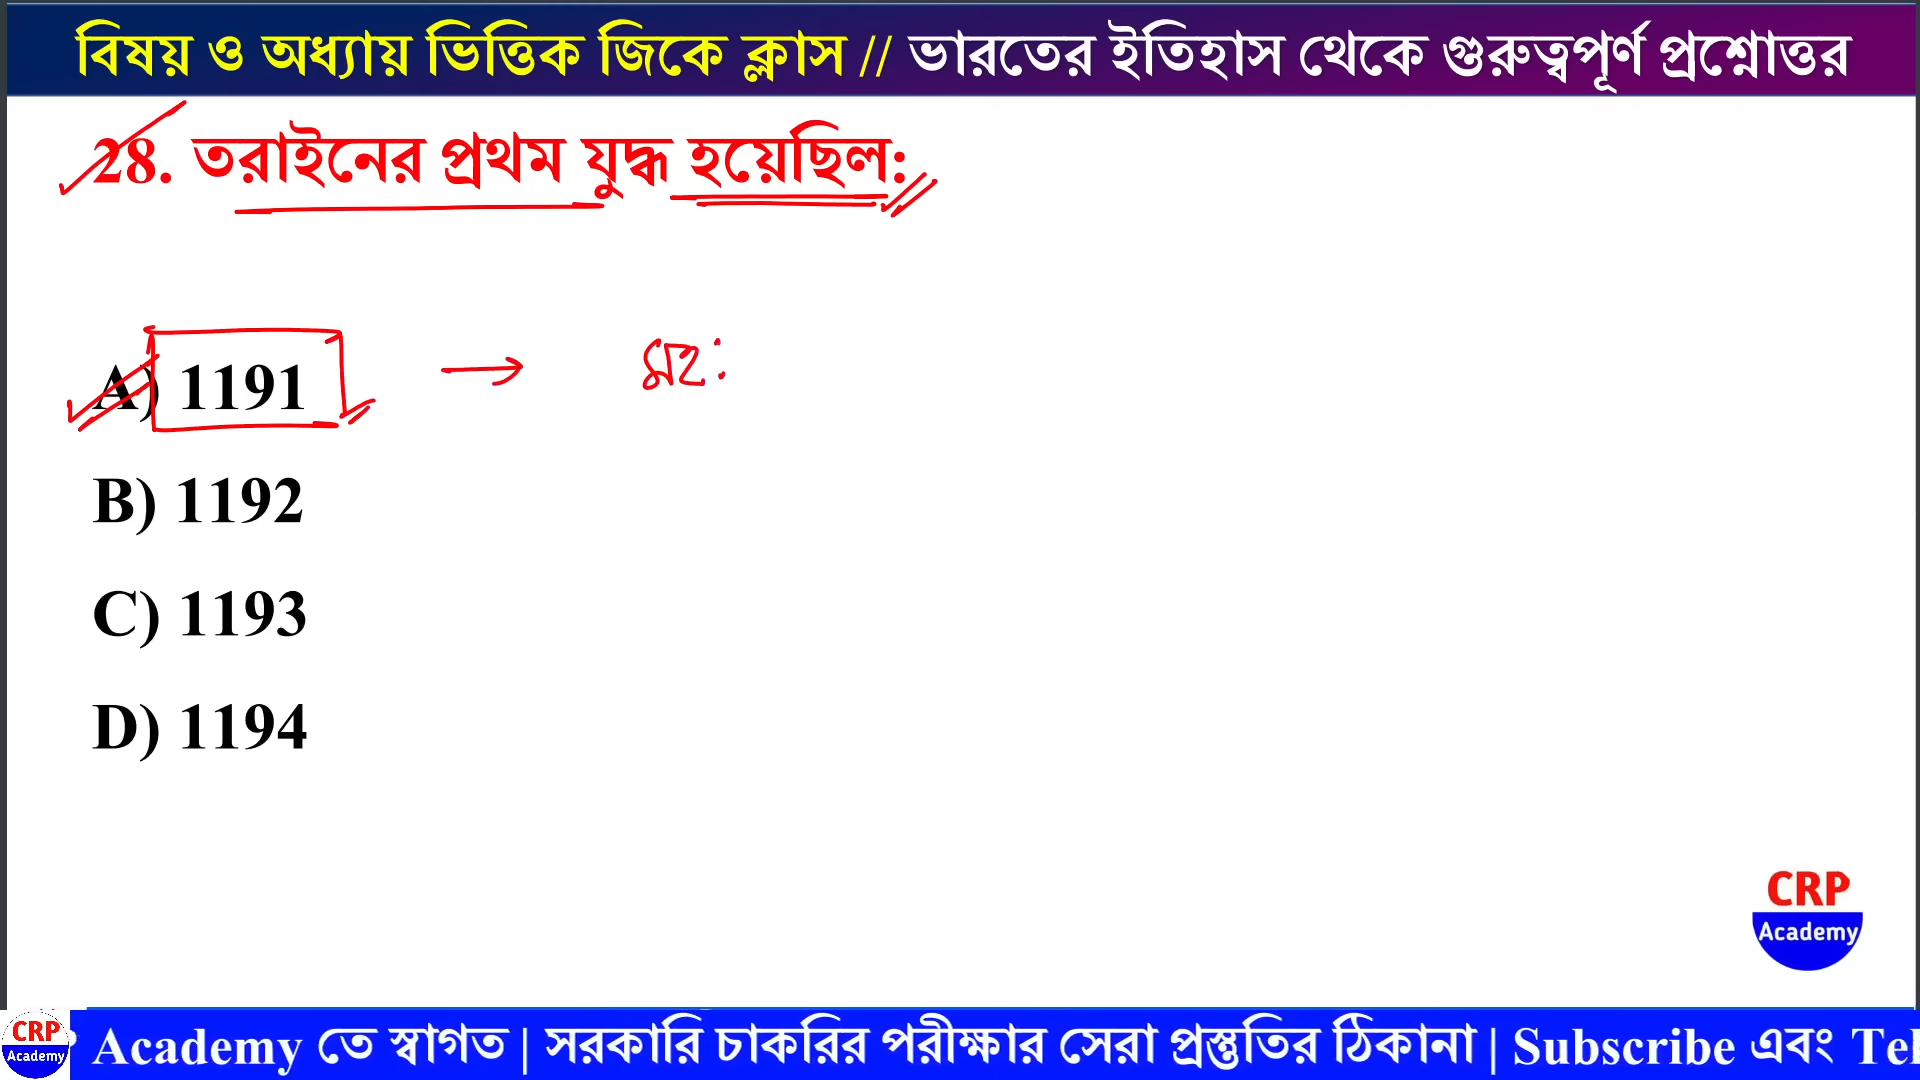 বিষয় ও অধ্যায় ভিত্তিক জিকে ক্লাস // ভারতের ইতিহাস থেকে গুরুত্বপূর্ণ প্রশ্নোত্তর
28. তরাইনের প্রথম যুদ্ধ হয়েছিল:
A) 1191 → মহ:
B) 1192
C) 1193
D) 1194
CRP
Academy
CRP
Academy
Academy তে স্বাগত | সরকারি চাকরির পরীক্ষার সেরা প্রস্তুতির ঠিকানা | Subscribe এবং Tel